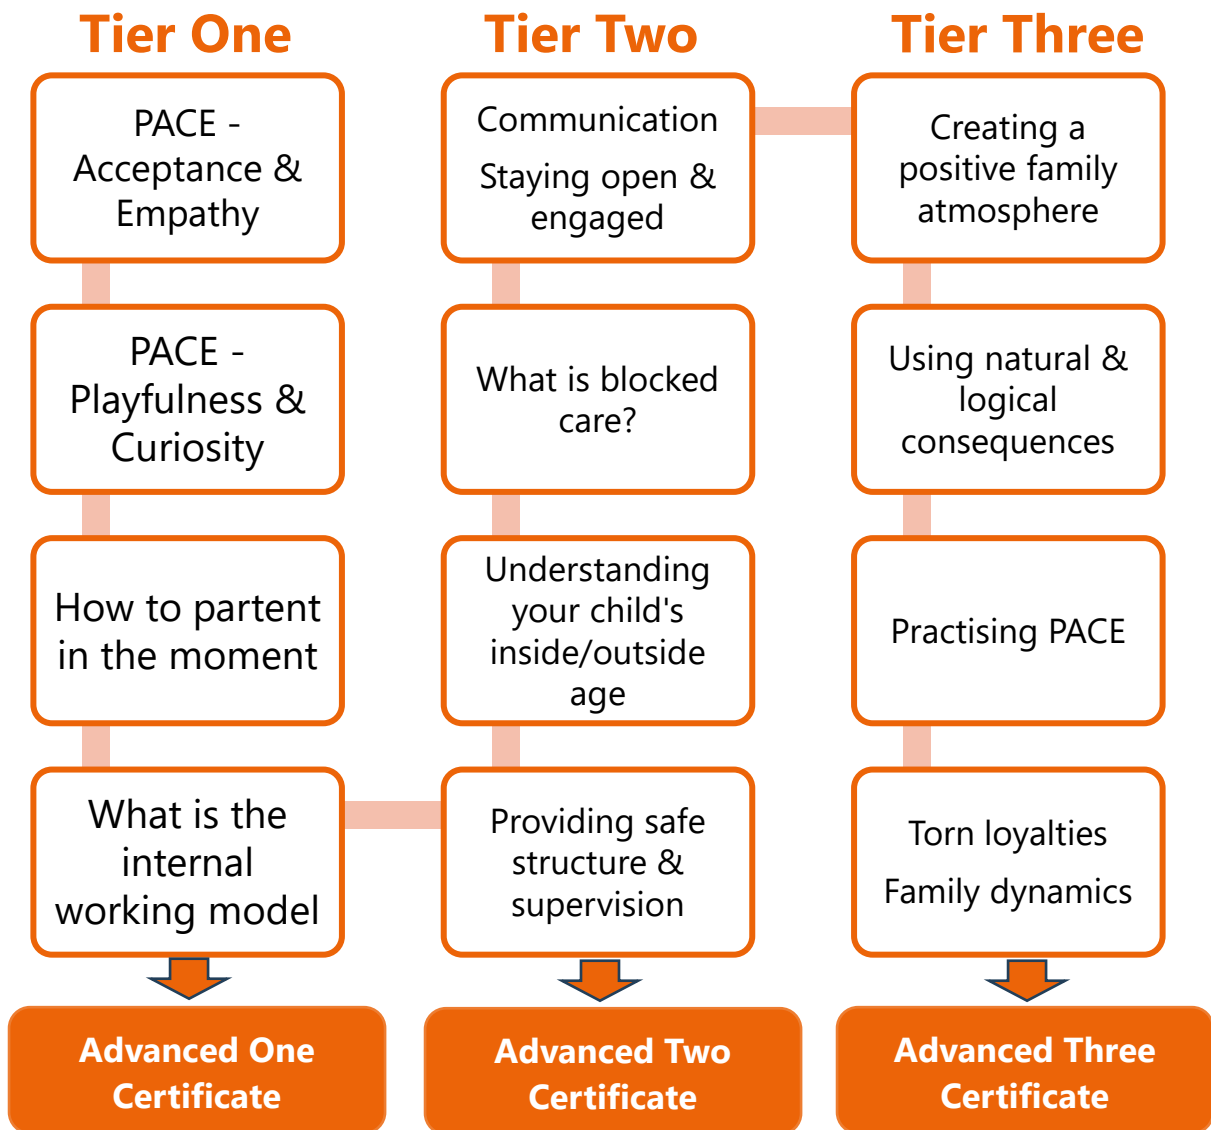 Tier One
PACE -
Acceptance &
Empathy
PACE -
Playfulness &
Curiosity
How to partent
in the moment
What is the
internal
working model
Advanced One
Certificate
Tier Two
Communication
Staying open &
engaged
What is blocked
care?
Understanding
your child's
inside/outside
age
Providing safe
structure &
supervision
Advanced Two
Certificate
Tier Three
Creating a
positive family
atmosphere
Using natural &
logical
consequences
Practising PACE
Torn loyalties
Family dynamics
Advanced Three
Certificate